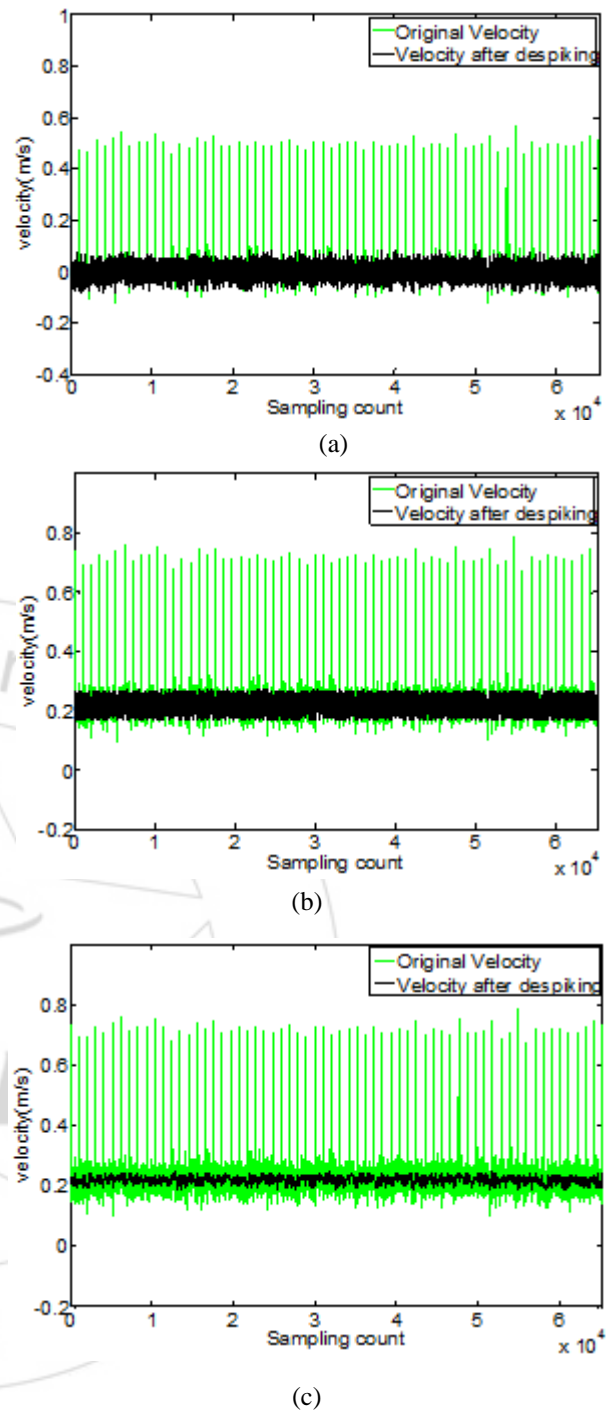 1
Original Velocity
Velocity after despiking
0.8
0.6
0.4
0.2
0
-0.2
-0.4
velocity( m/s)
0 1 2 3 4 5 6
Sampling count
x 10^4
(a)
Original Velocity
Velocity after despiking
0.8
0.6
0.4
0.2
0
-0.2
velocity(m/s)
0 1 2 3 4 5 6
Sampling count
x 10^4
(b)
Original Velocity
Velocity after despiking
0.8
0.6
0.4
0.2
0
-0.2
velocity(m/s)
0 1 2 3 4 5 6
Sampling count
x 10^4
(c)